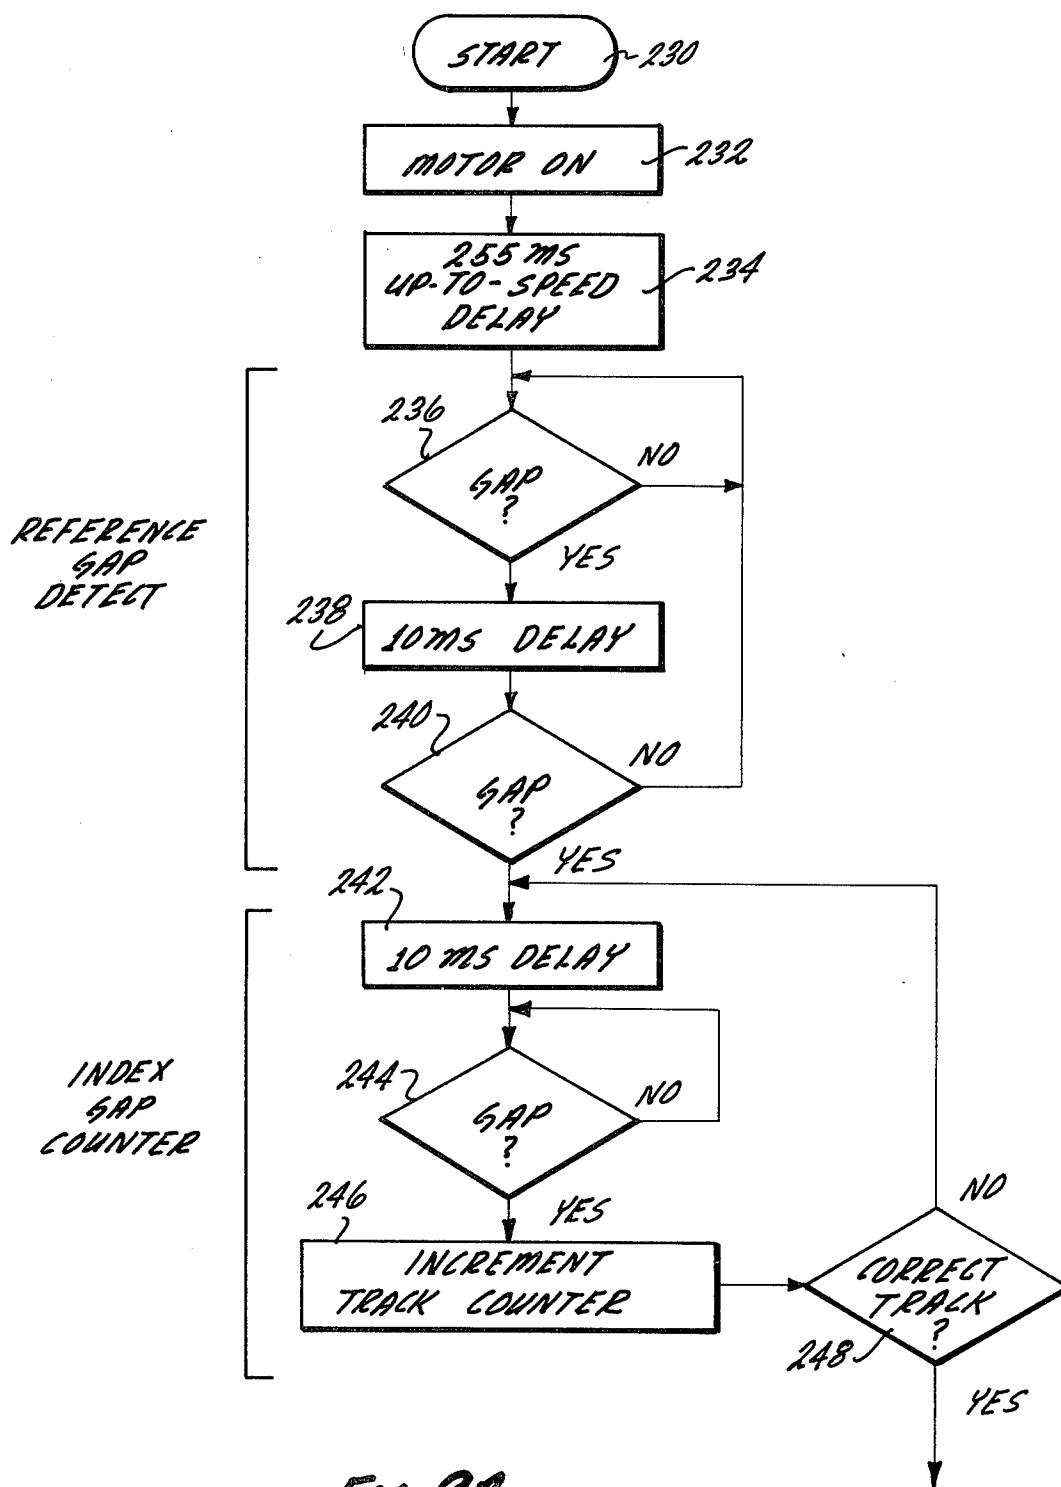 START
230
MOTOR ON
232
255 MS
UP-TO-SPEED
DELAY
234
236
GAP
?
NO
YES
REFERENCE
GAP
DETECT
238
10MS DELAY
240
GAP
?
NO
YES
242
10 MS DELAY
INDEX
GAP
COUNTER
244
GAP
?
NO
YES
246
INCREMENT
TRACK COUNTER
CORRECT
TRACK
?
NO
248
YES